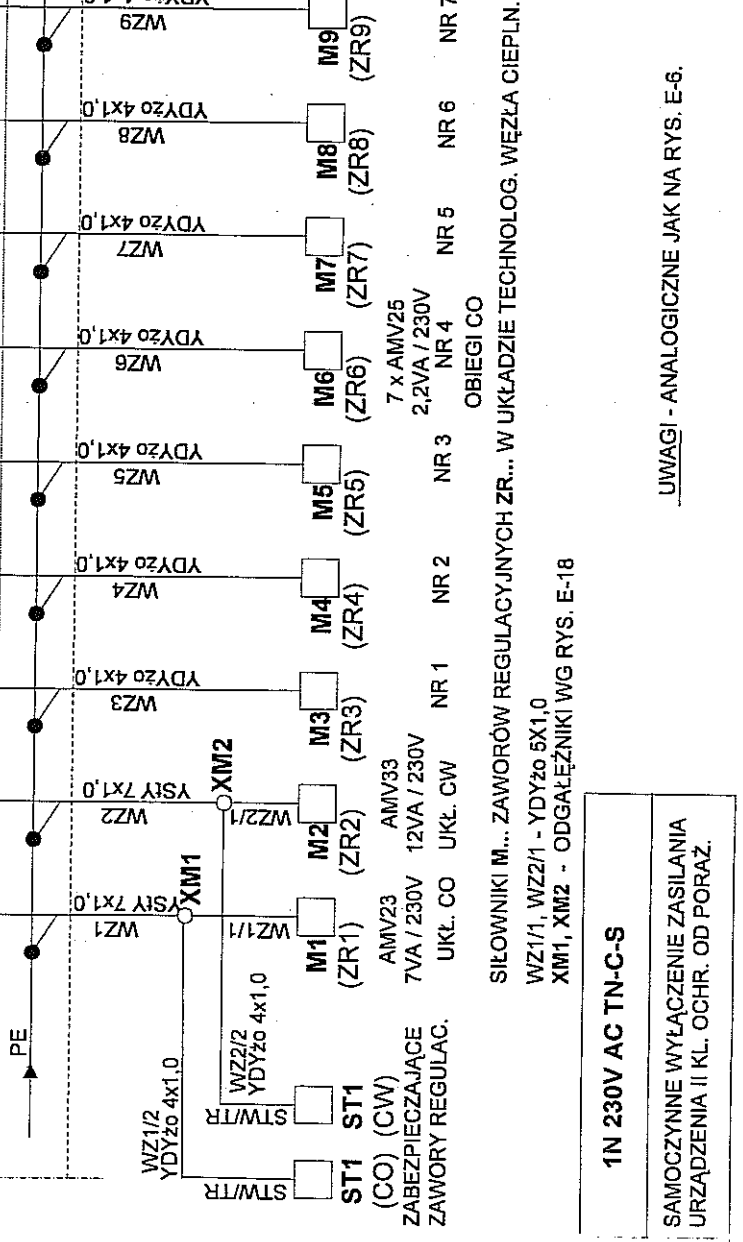 PE
WZ1
YStY 7x1,0
WZ2
YStY 7x1,0
WZ3
YDYżo 4x1,0
WZ4
YDYżo 4x1,0
WZ5
YDYżo 4x1,0
WZ6
YDYżo 4x1,0
WZ7
YDYżo 4x1,0
WZ8
YDYżo 4x1,0
WZ9
XM1
XM2
WZ1/2
YDYżo 4x1,0
WZ2/2
YDYżo 4x1,0
WZ1/1
WZ2/1
STW/TR
STW/TR
ST1
(CO)
ST1
(CW)
ZABEZPIECZAJĄCE
ZAWORY REGULAC.
M1
(ZR1)
M2
(ZR2)
M3
(ZR3)
M4
(ZR4)
M5
(ZR5)
M6
(ZR6)
M7
(ZR7)
M8
(ZR8)
M9
(ZR9)
AMV23
7VA / 230V
UKŁ. CO
AMV33
12VA / 230V
UKŁ. CW
NR 1
NR 2
NR 3
7 x AMV25
2,2VA / 230V
NR 4
OBIEGI CO
NR 5
NR 6
NR 7
SIŁOWNIKI M... ZAWORÓW REGULACYJNYCH ZR... W UKŁADZIE TECHNOLOG. WĘZŁA CIEPLN.
WZ1/1, WZ2/1 - YDYżo 5X1,0
XM1, XM2 - ODGAŁĘŹNIKI WG RYS. E-18
UWAGI - ANALOGICZNE JAK NA RYS. E-6.
1N 230V AC TN-C-S
SAMOCZYNNE WYŁĄCZENIE ZASILANIA
URZĄDZENIA II KL. OCHR. OD PORAŻ.